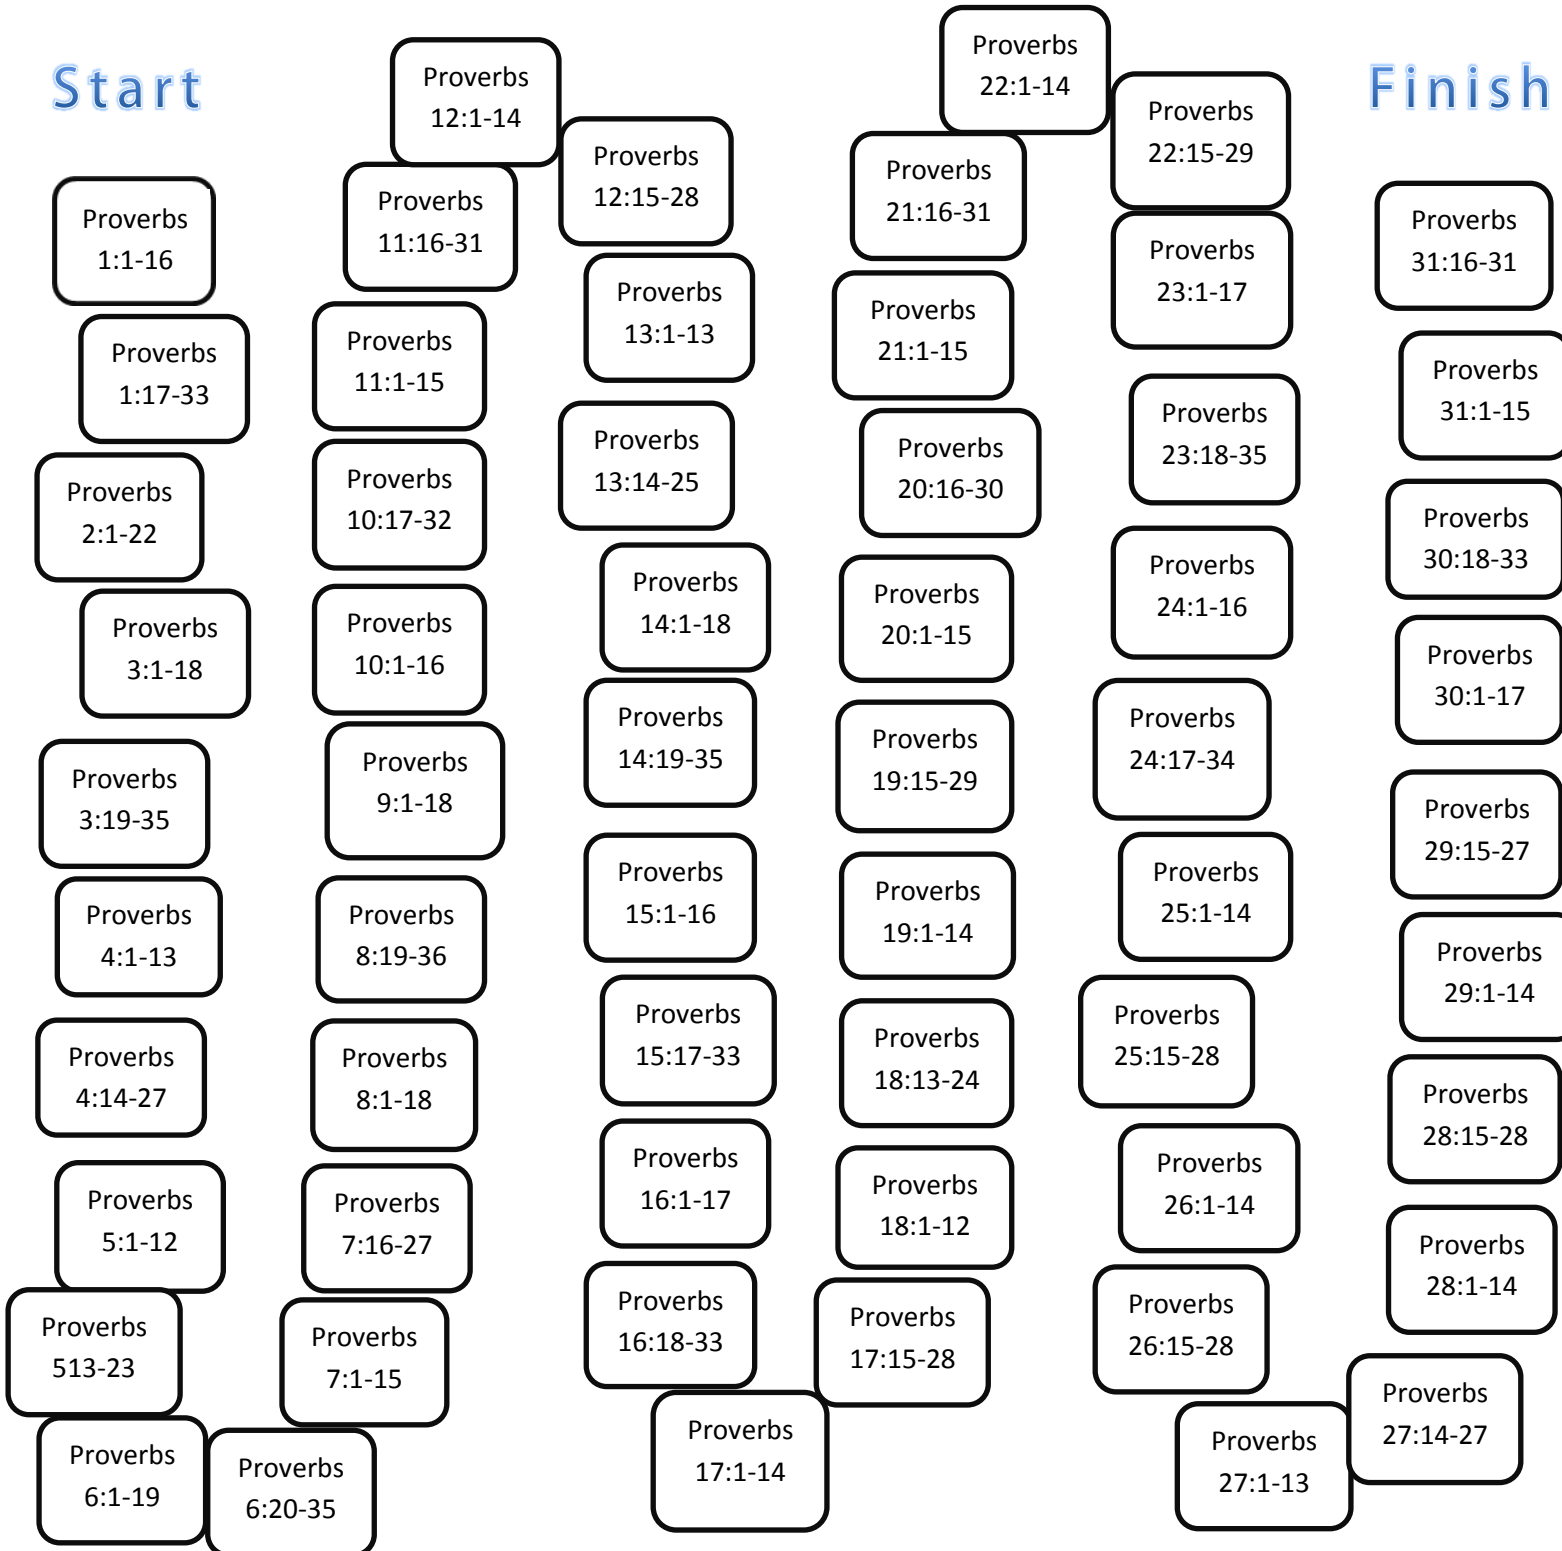 Start
Proverbs
1:1-16
Proverbs
1:17-33
Proverbs
2:1-22
Proverbs
3:1-18
Proverbs
3:19-35
Proverbs
4:1-13
Proverbs
4:14-27
Proverbs
5:1-12
Proverbs
513-23
Proverbs
6:1-19
Proverbs
6:20-35
Proverbs
7:1-15
Proverbs
7:16-27
Proverbs
8:1-18
Proverbs
8:19-36
Proverbs
9:1-18
Proverbs
10:1-16
Proverbs
10:17-32
Proverbs
11:1-15
Proverbs
11:16-31
Proverbs
12:1-14
Proverbs
12:15-28
Proverbs
13:1-13
Proverbs
13:14-25
Proverbs
14:1-18
Proverbs
14:19-35
Proverbs
15:1-16
Proverbs
15:17-33
Proverbs
16:1-17
Proverbs
16:18-33
Proverbs
17:1-14
Proverbs
17:15-28
Proverbs
18:1-12
Proverbs
18:13-24
Proverbs
19:1-14
Proverbs
19:15-29
Proverbs
20:1-15
Proverbs
20:16-30
Proverbs
21:1-15
Proverbs
21:16-31
Proverbs
22:1-14
Proverbs
22:15-29
Proverbs
23:1-17
Proverbs
23:18-35
Proverbs
24:1-16
Proverbs
24:17-34
Proverbs
25:1-14
Proverbs
25:15-28
Proverbs
26:1-14
Proverbs
26:15-28
Proverbs
27:1-13
Proverbs
27:14-27
Proverbs
28:1-14
Proverbs
28:15-28
Proverbs
29:1-14
Proverbs
29:15-27
Proverbs
30:1-17
Proverbs
30:18-33
Proverbs
31:1-15
Proverbs
31:16-31
Finish